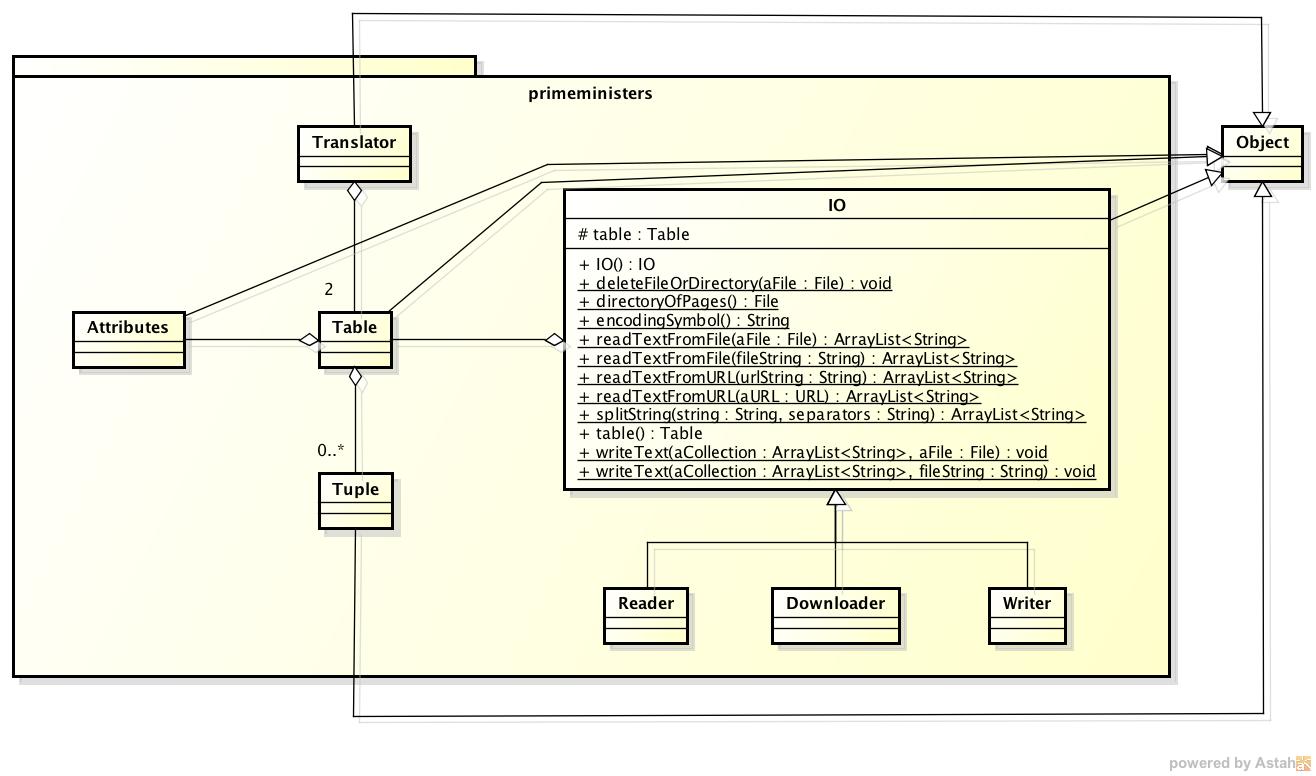 primeministers
Translator
Object
IO
# table : Table
+ IO() : IO
+ deleteFileOrDirectory(aFile : File) : void
+ directoryOfPages() : File
+ encodingSymbol() : String
+ readTextFromFile(aFile : File) : ArrayList<String>
+ readTextFromFile(fileString : String) : ArrayList<String>
+ readTextFromURL(urlString : String) : ArrayList<String>
+ readTextFromURL(aURL : URL) : ArrayList<String>
+ splitString(string : String, separators : String) : ArrayList<String>
+ table() : Table
+ writeText(aCollection : ArrayList<String>, aFile : File) : void
+ writeText(aCollection : ArrayList<String>, fileString : String) : void
2
Attributes
Table
0..*
Tuple
Reader
Downloader
Writer
powered by Astah